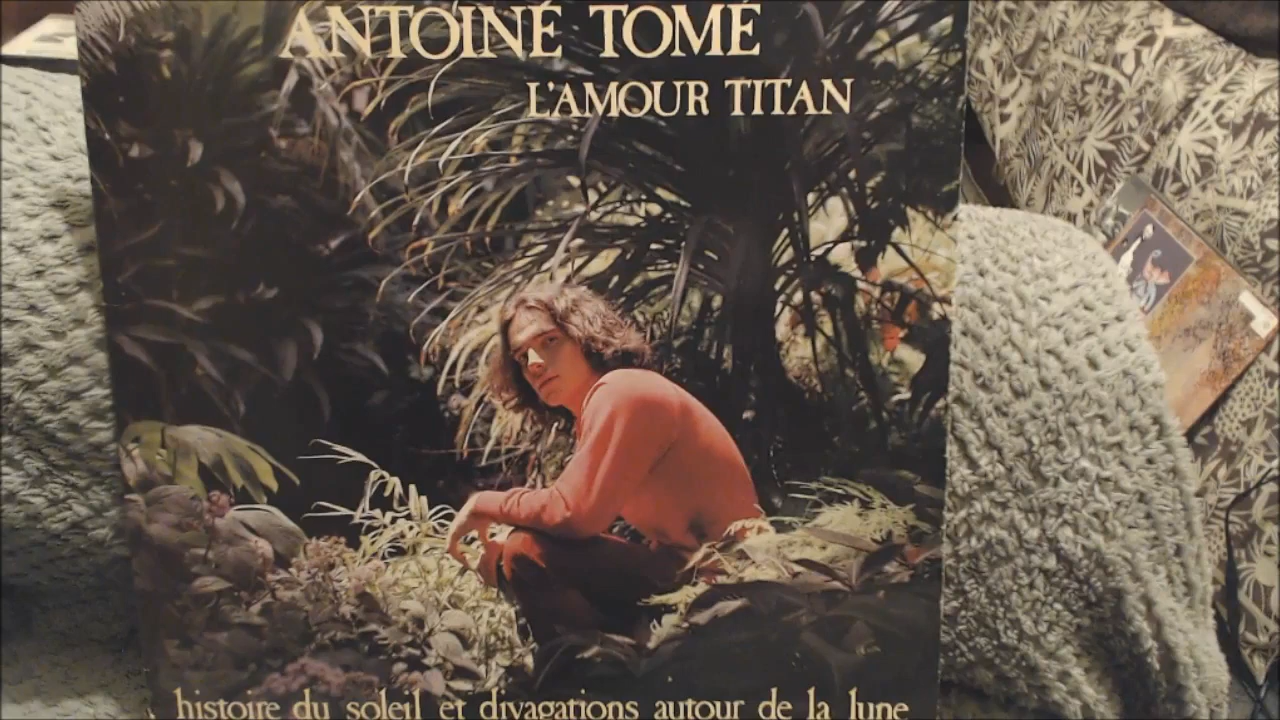 ANTOINE TOMÉ
L'AMOUR TITAN
histoire du soleil et divagations autour de la lune